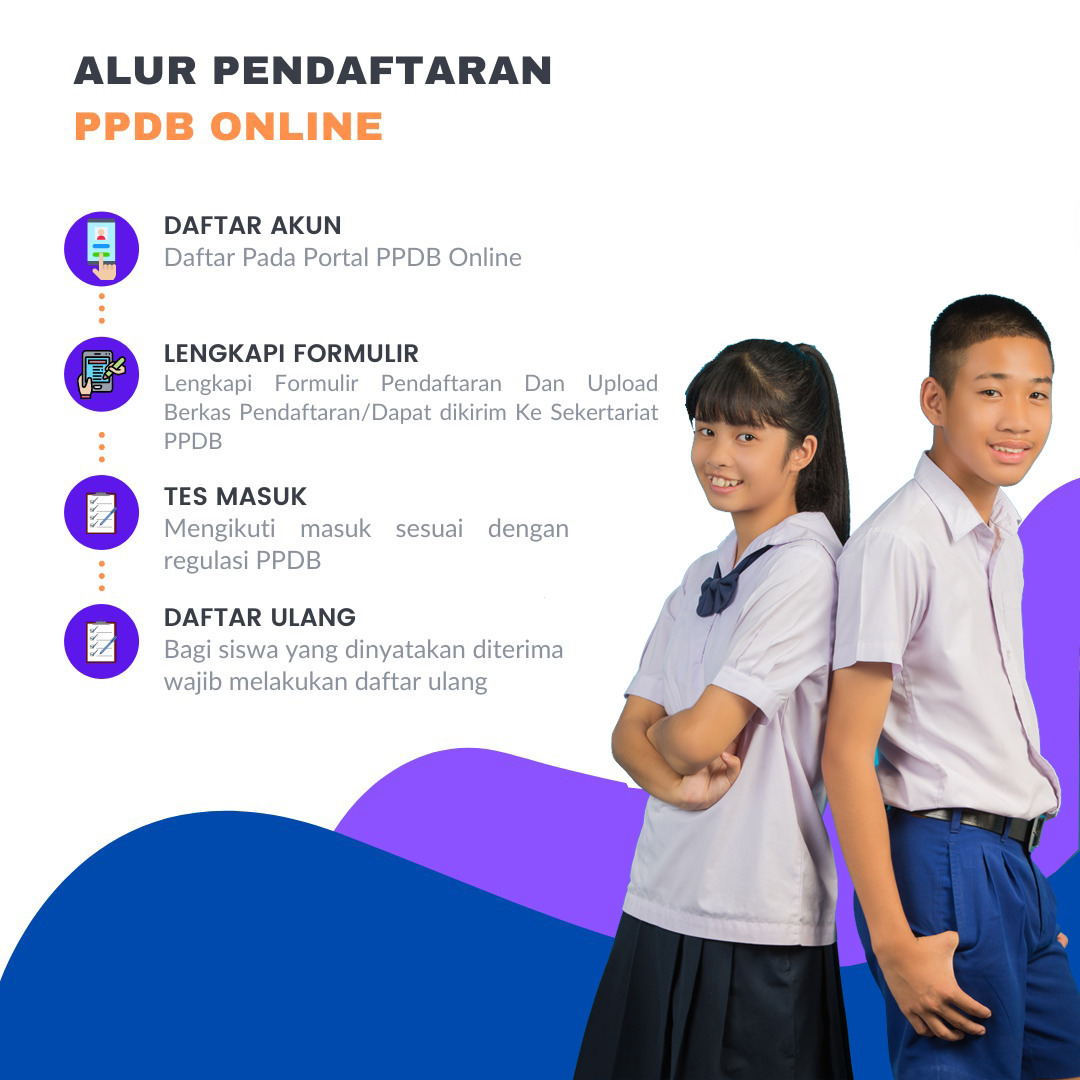 ALUR PENDAFTARAN
PPDB ONLINE
DAFTAR AKUN
Daftar Pada Portal PPDB Online
LENGKAPI FORMULIR
Lengkapi Formulir Pendaftaran Dan Upload
Berkas Pendaftaran/Dapat dikirim Ke Sekertariat
PPDB
TES MASUK
Mengikuti masuk sesuai dengan
regulasi PPDB
DAFTAR ULANG
Bagi siswa yang dinyatakan diterima
wajib melakukan daftar ulang